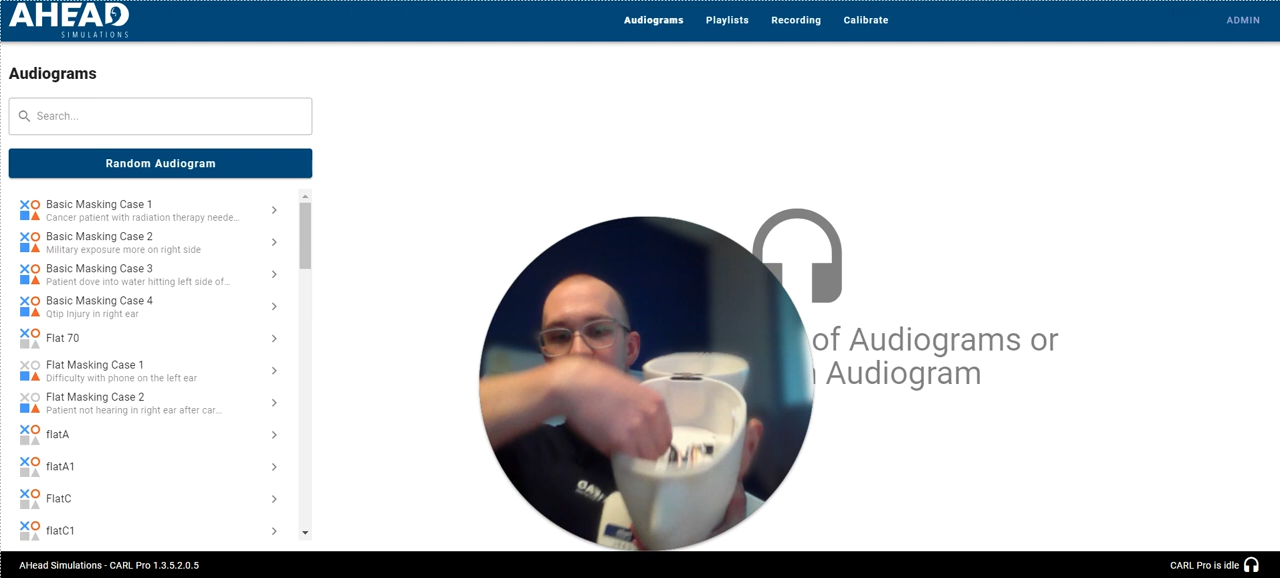 AHEAD
SIMULATIONS
Audiograms Playlists Recording Calibrate
ADMIN
Audiograms
Search...
Random Audiogram
Basic Masking Case 1
Cancer patient with radiation therapy neede...
Basic Masking Case 2
Military exposure more on right side
Basic Masking Case 3
Patient dove into water hitting left side of...
Basic Masking Case 4
Qtip Injury in right ear
Flat 70
Flat Masking Case 1
Difficulty with phone on the left ear
Flat Masking Case 2
Patient not hearing in right ear after car...
flatA
flatA1
FlatC
flatC1
of Audiograms or
Audiogram
AHead Simulations - CARL Pro 1.3.5.2.0.5
CARL Pro is idle